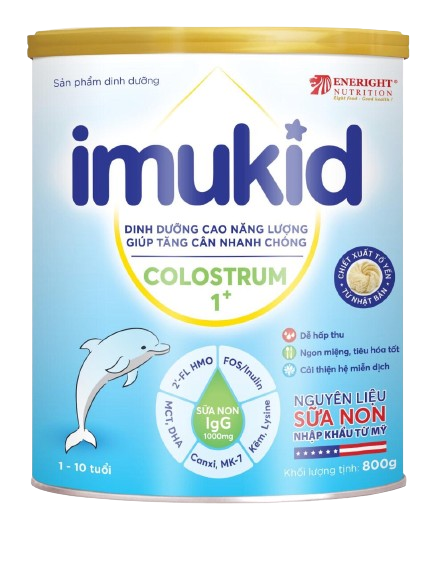 Sản phẩm dinh dưỡng
ENERIGHT®
NUTRITION
Right Food - Good health !
imukid
DINH DƯỠNG CAO NĂNG LƯỢNG
GIÚP TĂNG CÂN NHANH CHÓNG
COLOSTRUM
1+
CHIẾT XUẤT TỔ YẾN
TỪ NHẬT BẢN
Dễ hấp thu
Ngon miệng, tiêu hóa tốt
Cải thiện hệ miễn dịch
2'-FL HMO
FOS/Inulin
MCT, DHA
SỮA NON
IgG
1000mg
Kẽm, Lysine
Canxi, MK-7
NGUYÊN LIỆU
SỮA NON
NHẬP KHẨU TỪ MỸ
1 - 10 tuổi
Khối lượng tịnh: 800g